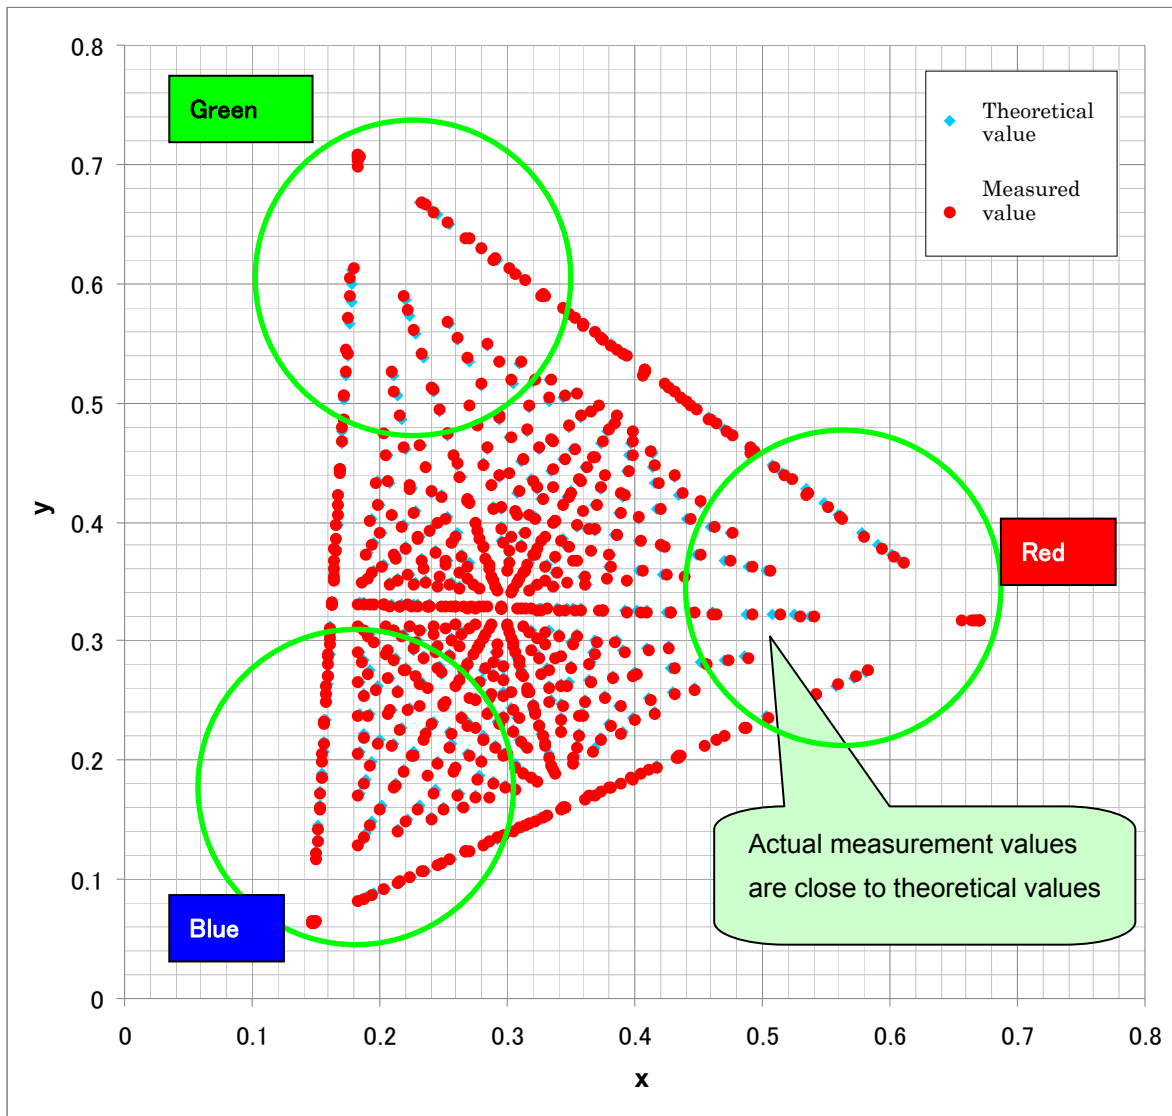 0.8
0.7
0.6
0.5
0.4
0.3
0.2
0.1
0
y
Green
Theoretical
value
Measured
value
Red
Actual measurement values
are close to theoretical values
Blue
0 0.1 0.2 0.3 0.4 0.5 0.6 0.7 0.8
x